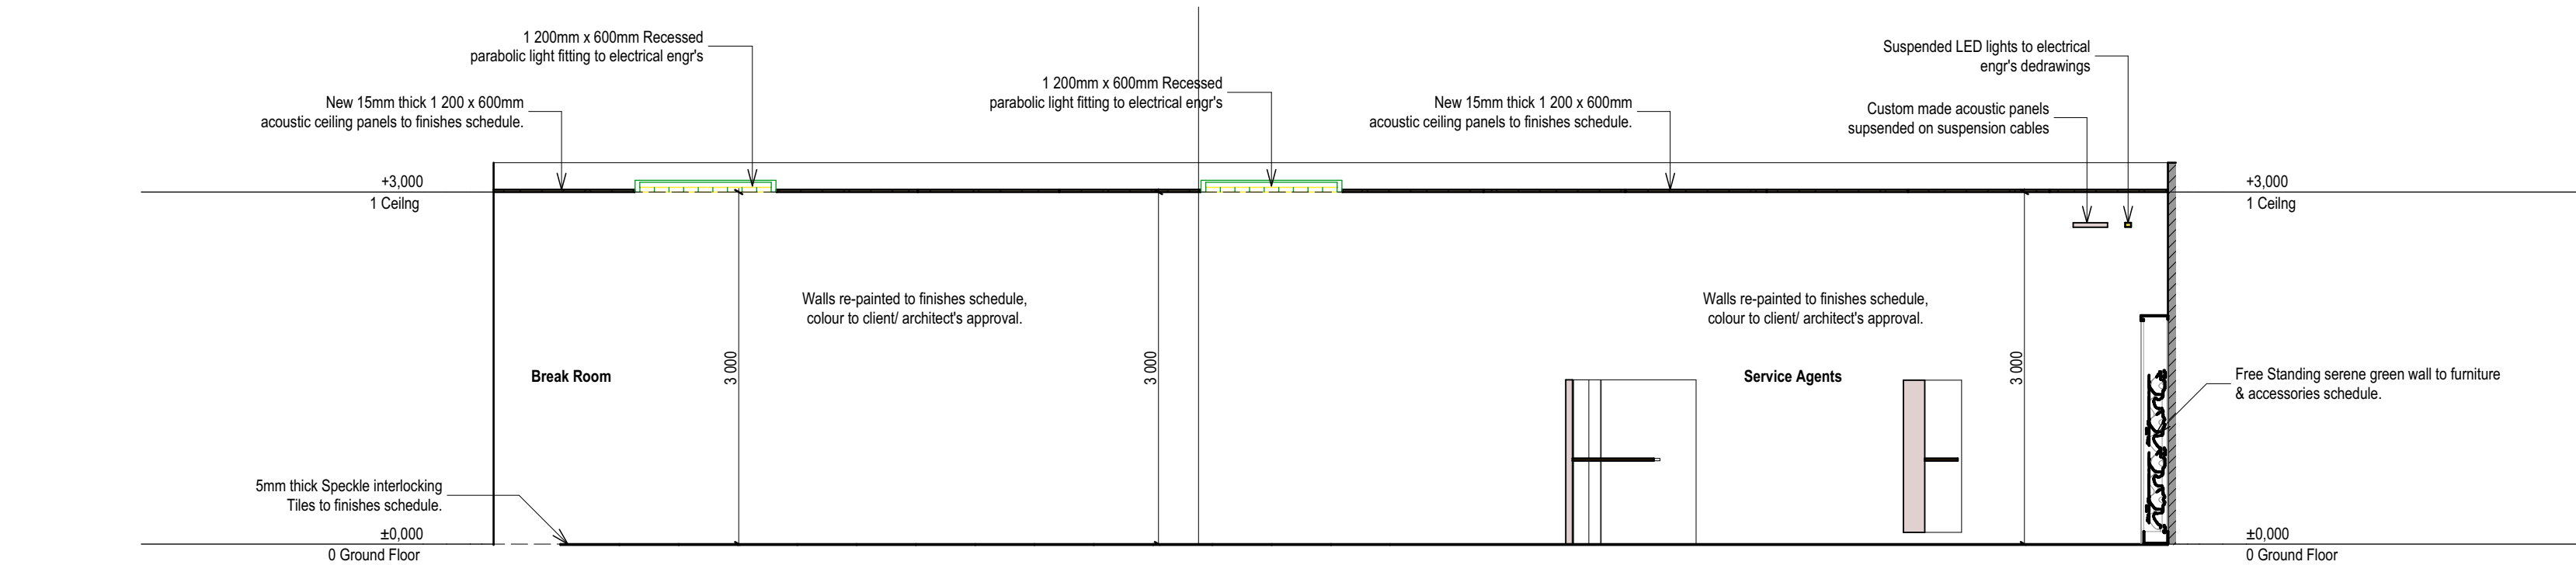 1 200mm x 600mm Recessed
parabolic light fitting to electrical engr's
New 15mm thick 1 200 x 600mm
acoustic ceiling panels to finishes schedule.
1 200mm x 600mm Recessed
parabolic light fitting to electrical engr's
New 15mm thick 1 200 x 600mm
acoustic ceiling panels to finishes schedule.
Suspended LED lights to electrical
engr's dedrawings
Custom made acoustic panels
supsended on suspension cables
+3,000
1 Ceilng
+3,000
1 Ceilng
Walls re-painted to finishes schedule,
colour to client/ architect's approval.
Walls re-painted to finishes schedule,
colour to client/ architect's approval.
Break Room
3 000
3 000
Service Agents
3 000
Free Standing serene green wall to furniture
& accessories schedule.
5mm thick Speckle interlocking
Tiles to finishes schedule.
±0,000
0 Ground Floor
±0,000
0 Ground Floor